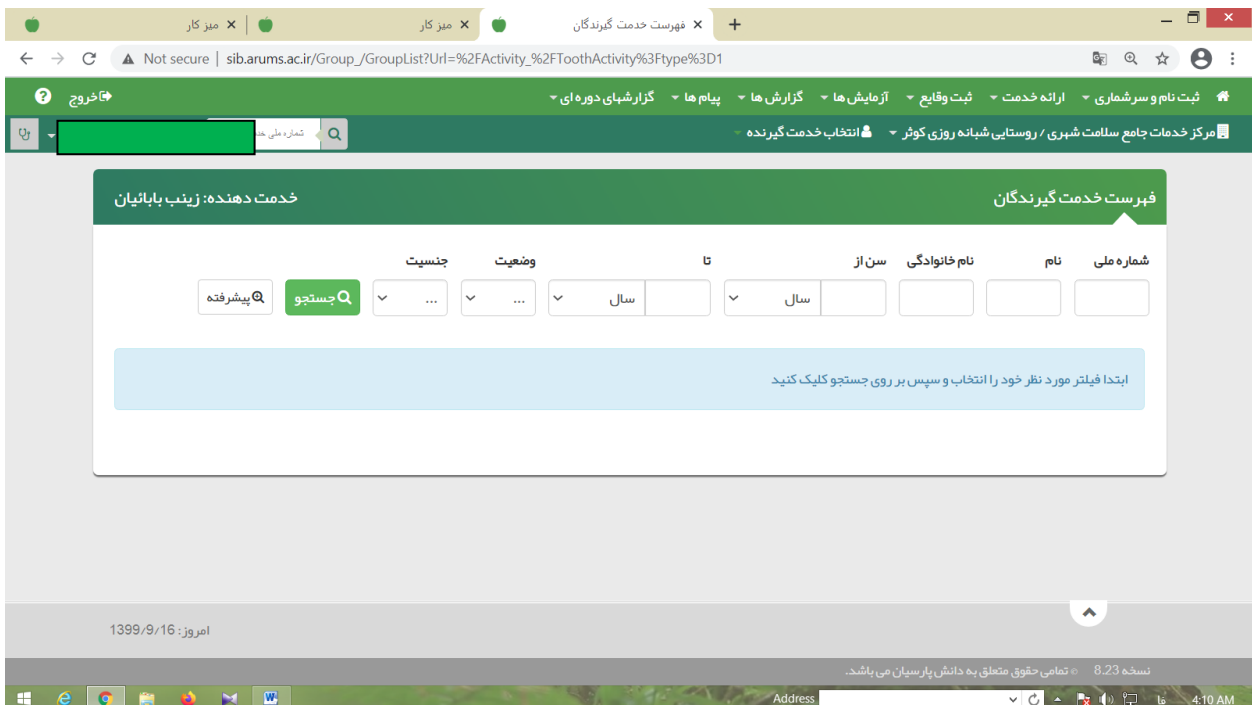 میز کار
میز کار
فهرست خدمت گیرندگان
Not secure | sib.arums.ac.ir/Group_/GroupList?Url=%2FActivity_%2FToothActivity%3Ftype%3D1
ثبت نام و سرشماری ارائه خدمت ثبت وقایع آزمایش ها گزارش ها پیام ها گزارشهای دوره ای خروج
مرکز خدمات جامع سلامت شهری / روستایی شبانه روزی کوثر انتخاب خدمت گیرنده شماره ملی
فهرست خدمت گیرندگان خدمت دهنده: زینب بابائیان
شماره ملی نام نام خانوادگی سن از تا وضعیت جنسیت
سال سال ... ... جستجو پیشرفته
ابتدا فیلتر مورد نظر خود را انتخاب و سپس بر روی جستجو کلیک کنید
امروز: 1399/9/16
نسخه 8.23 © تمامی حقوق متعلق به دانش پارسیان می باشد.
Address فا 4:10 AM